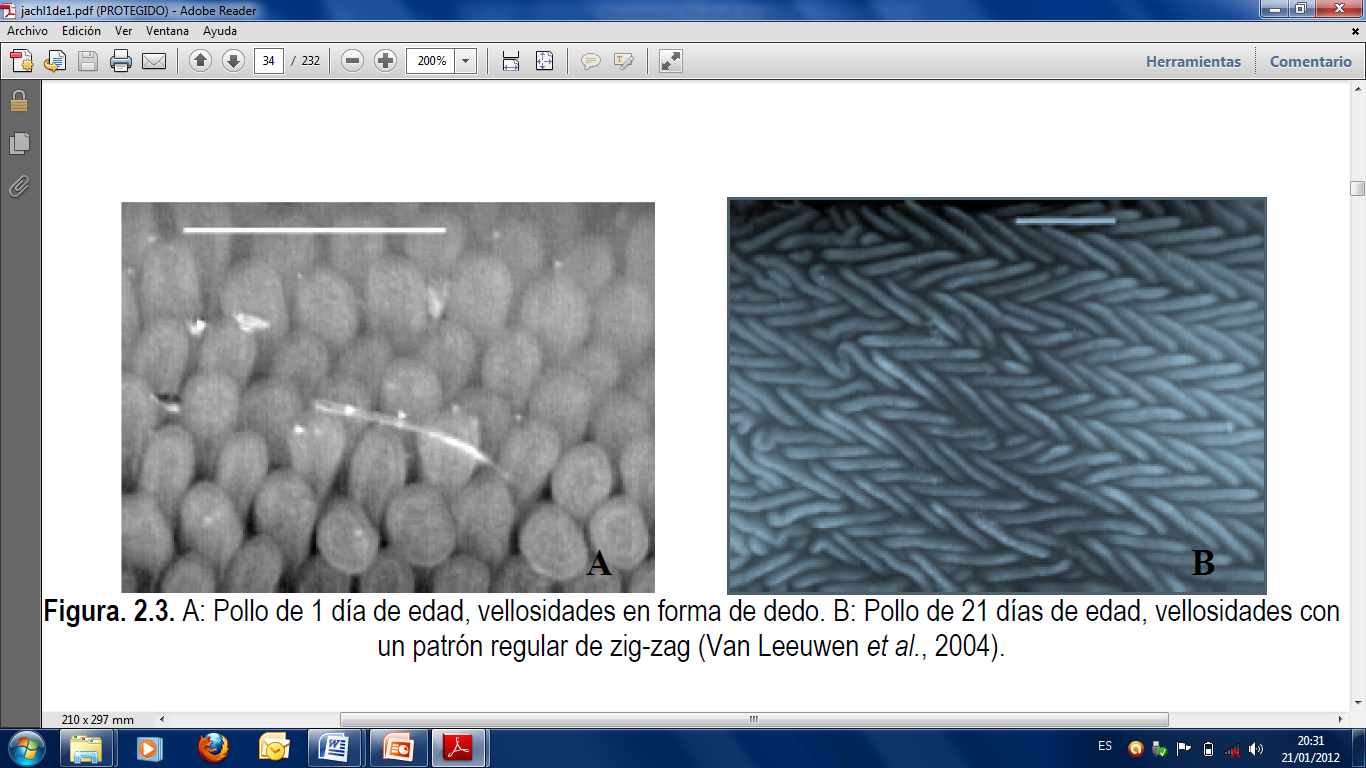 jachl1de1.pdf (PROTEGIDO) - Adobe Reader
Archivo Edición Ver Ventana Ayuda
34 / 232 200% Herramientas Comentario
A B
Figura. 2.3. A: Pollo de 1 día de edad, vellosidades en forma de dedo. B: Pollo de 21 días de edad, vellosidades con
un patrón regular de zig-zag (Van Leeuwen et al., 2004).
210 x 297 mm
ES 20:31
21/01/2012